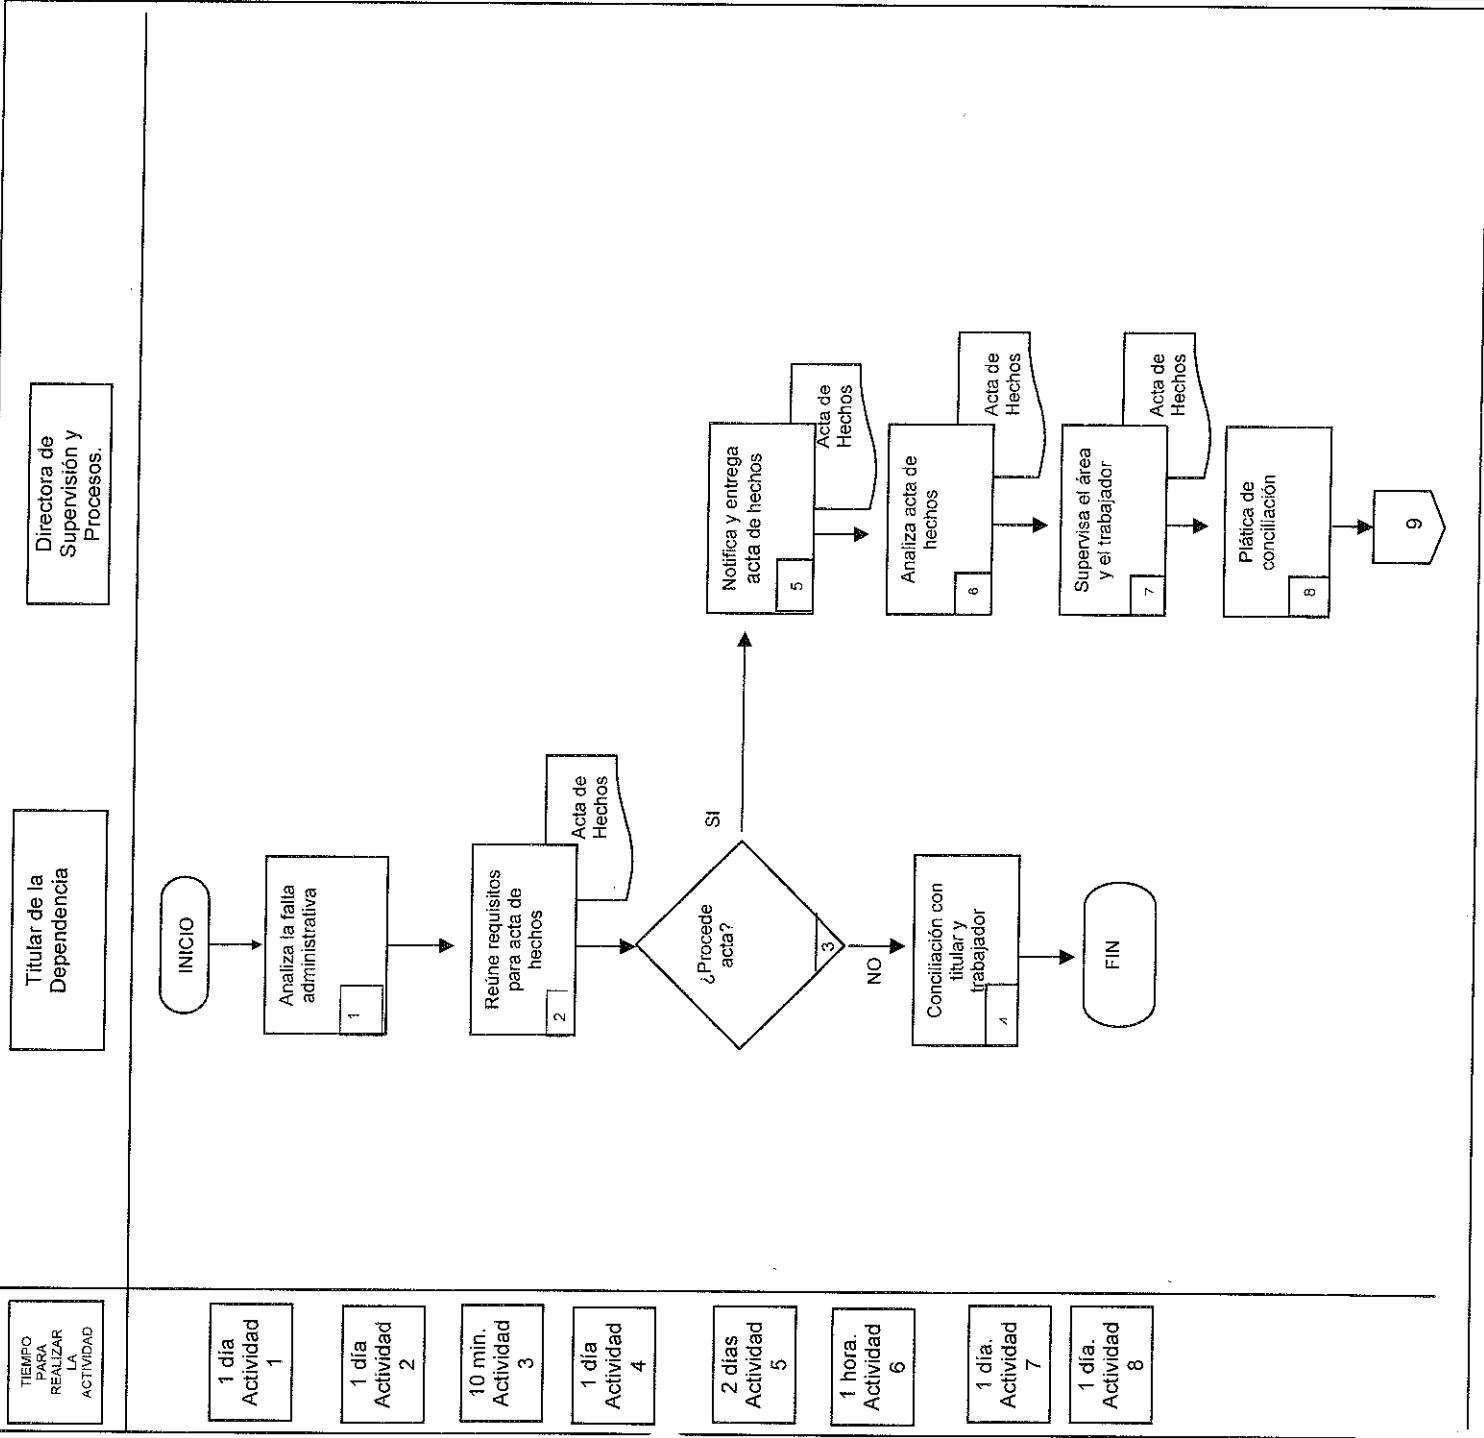 TIEMPO
PARA
REALIZAR
LA
ACTIVIDAD
Titular de la
Dependencia
Directora de
Supervisión y
Procesos.
1 día
Actividad
1
1 día
Actividad
2
10 min.
Actividad
3
1 día
Actividad
4
2 días
Actividad
5
1 hora.
Actividad
6
1 día.
Actividad
7
1 día.
Actividad
8
INICIO
Analiza la falta
administrativa
1
Reúne requisitos
para acta de
hechos
2
Acta de
Hechos
¿Procede
acta?
3
SI
NO
Conciliación con
titular y
trabajador
4
FIN
Notifica y entrega
acta de hechos
5
Acta de
Hechos
Analiza acta de
hechos
6
Acta de
Hechos
Supervisa el área
y el trabajador
7
Acta de
Hechos
Plática de
conciliación
8
9